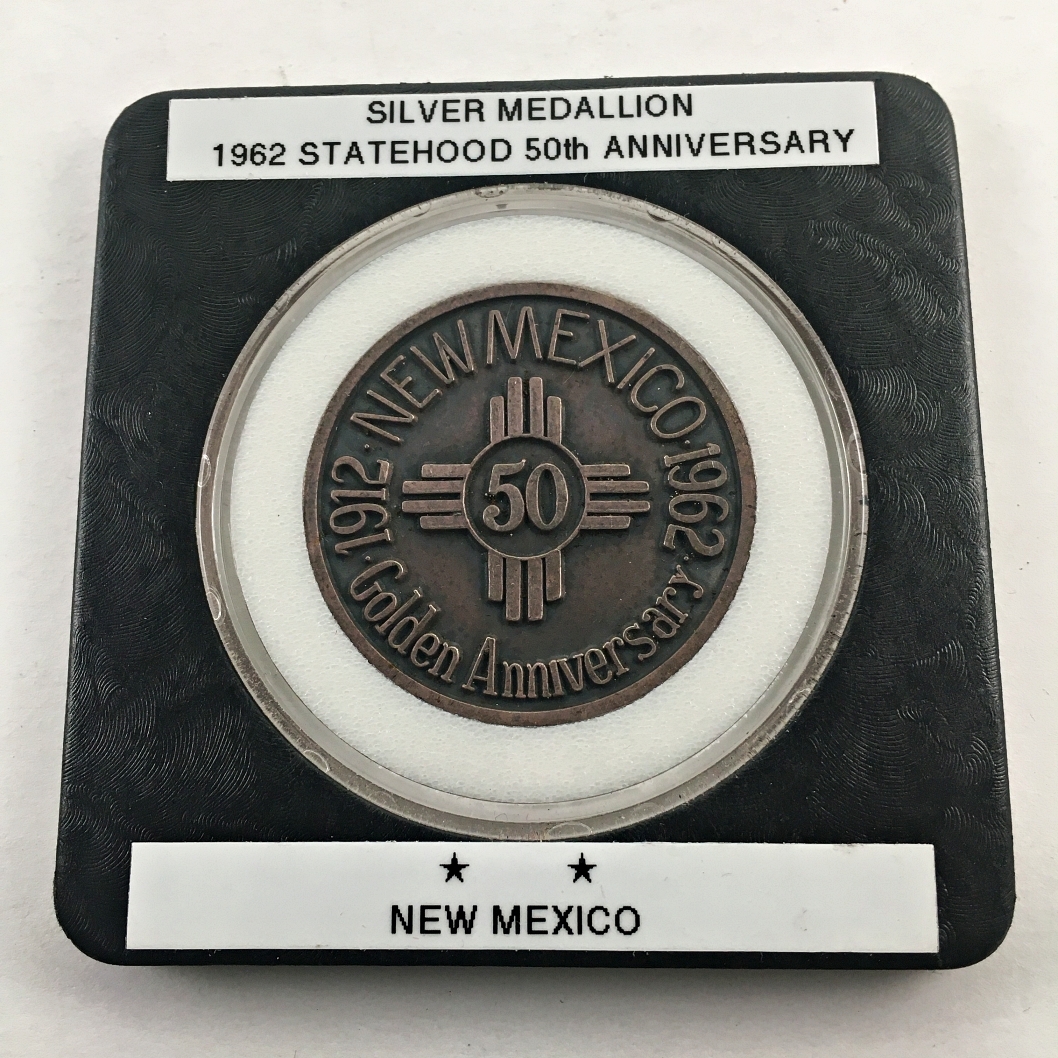 SILVER MEDALLION
1962 STATEHOOD 50th ANNIVERSARY
· NEW MEXICO ·
1912
50
1962
· Golden Anniversary ·
★ ★
NEW MEXICO